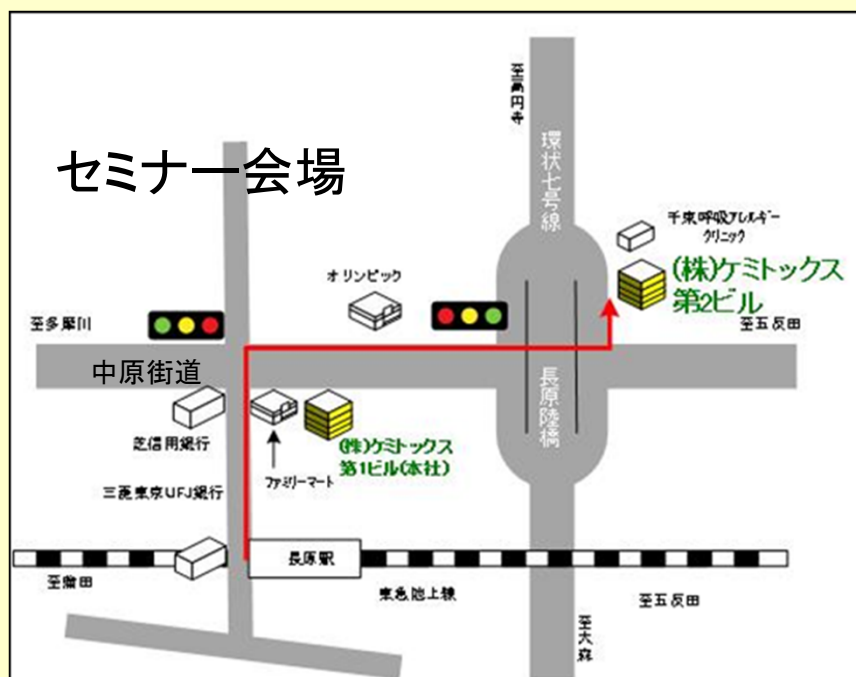 セミナー会場
至高円寺
環状七号線
千束呼吸アレルギー
クリニック
(株)ケミトックス
第2ビル
オリンピック
至多摩川
至五反田
中原街道
長原陸橋
芝信用銀行
(株)ケミトックス
第1ビル(本社)
ファミリーマート
三菱東京UFJ銀行
長原駅
至蒲田
東急池上線
至五反田
至大森